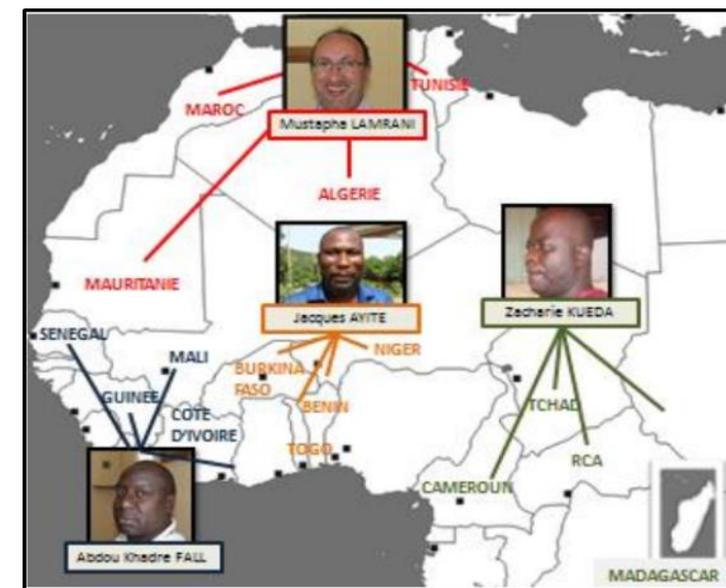 TUNISIE
MAROC
Mustapha LAMRANI
ALGERIE
MAURITANIE
Jacques AYITE
Zacharie KUEDA
SENEGAL
MALI
BURKINA
FASO
NIGER
GUINEE
BENIN
COTE
D'IVOIRE
TCHAD
TOGO
RCA
CAMEROUN
Abdou Khadre FALL
MADAGASCAR